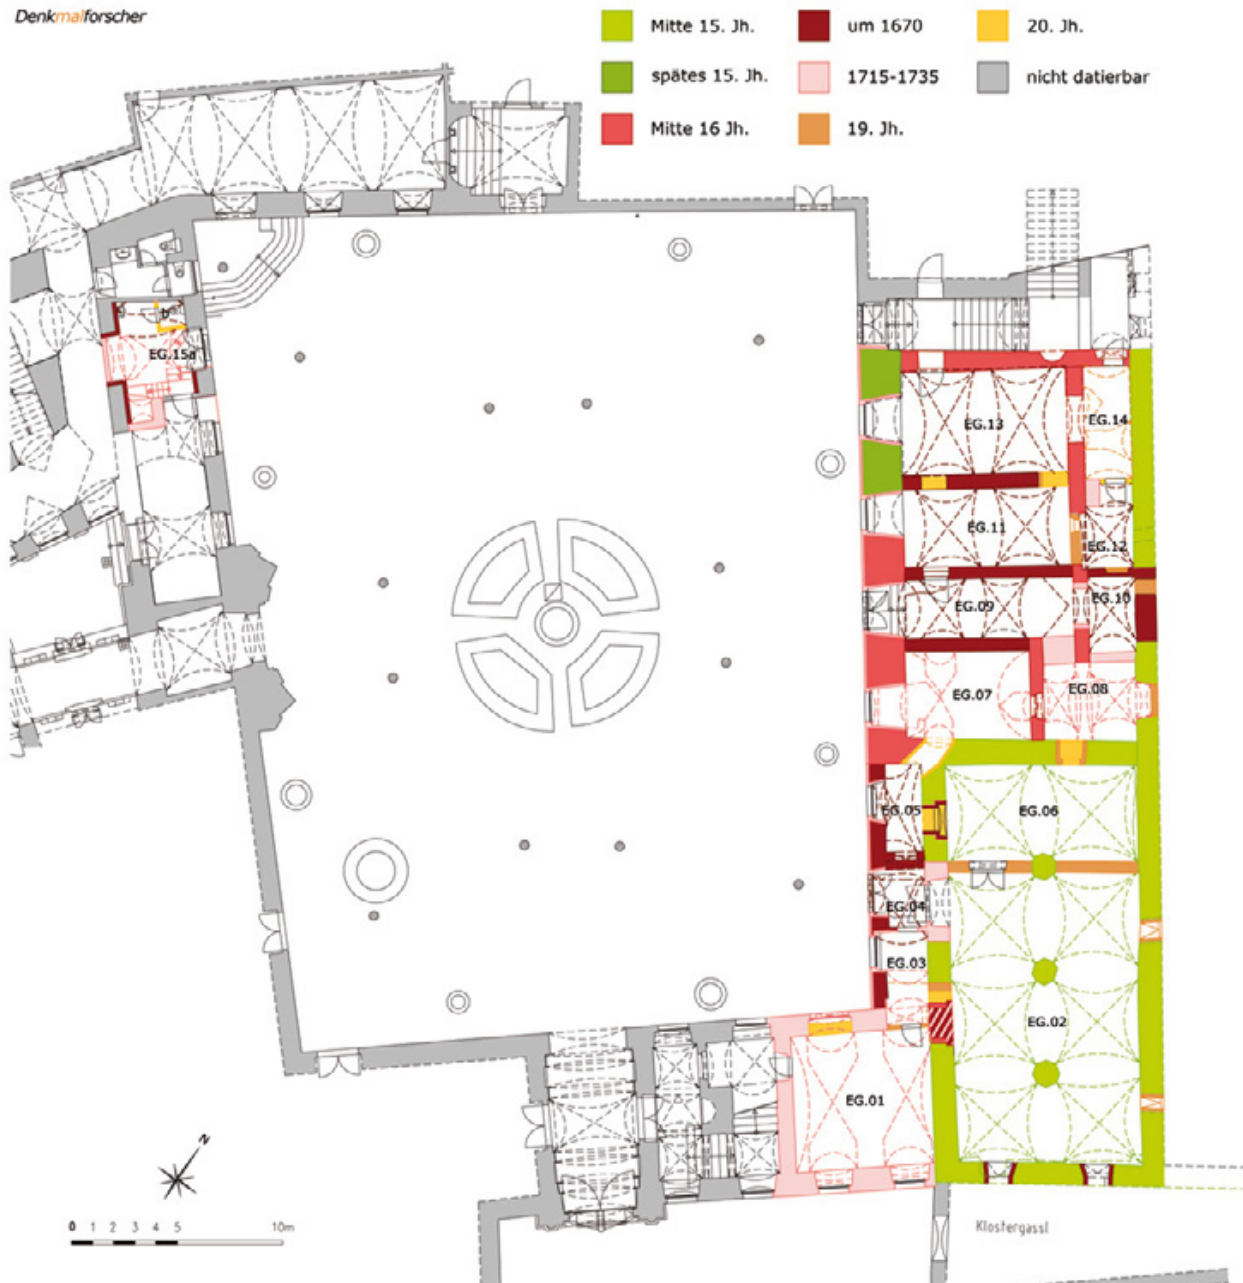 Denkmalforscher
Mitte 15. Jh.
um 1670
20. Jh.
spätes 15. Jh.
1715-1735
nicht datierbar
Mitte 16 Jh.
19. Jh.
EG.15a
EG.13
EG.14
EG.11
EG.12
EG.09
EG.10
EG.07
EG.08
EG.05
EG.06
EG.04
EG.03
EG.02
EG.01
N
0 1 2 3 4 5 10m
Klostergassl